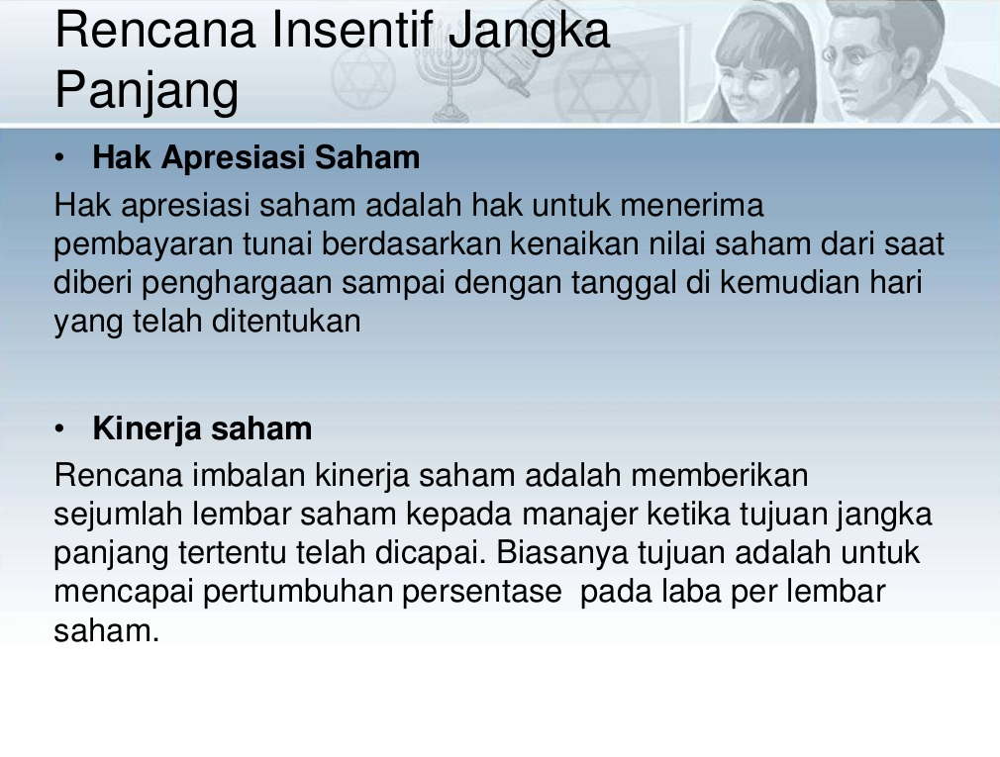 Rencana Insentif Jangka
Panjang
• Hak Apresiasi Saham
Hak apresiasi saham adalah hak untuk menerima
pembayaran tunai berdasarkan kenaikan nilai saham dari saat
diberi penghargaan sampai dengan tanggal di kemudian hari
yang telah ditentukan
• Kinerja saham
Rencana imbalan kinerja saham adalah memberikan
sejumlah lembar saham kepada manajer ketika tujuan jangka
panjang tertentu telah dicapai. Biasanya tujuan adalah untuk
mencapai pertumbuhan persentase  pada laba per lembar
saham.